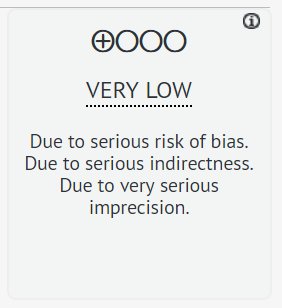 ⊕○○○
VERY LOW
Due to serious risk of bias.
Due to serious indirectness.
Due to very serious
imprecision.